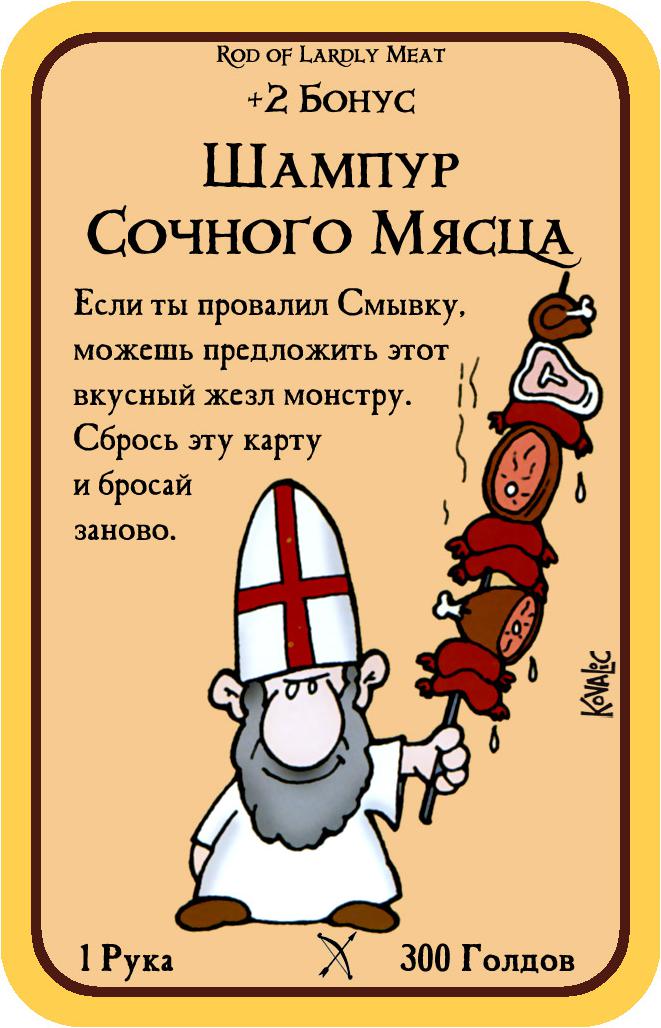 Rod of Lardly Meat
+2 Бонус
Шампур
Сочного Мясца
Если ты провалил Смывку,
можешь предложить этот
вкусный жезл монстру.
Сбрось эту карту
и бросай
заново.
Kovalic
1 Рука
300 Голдов